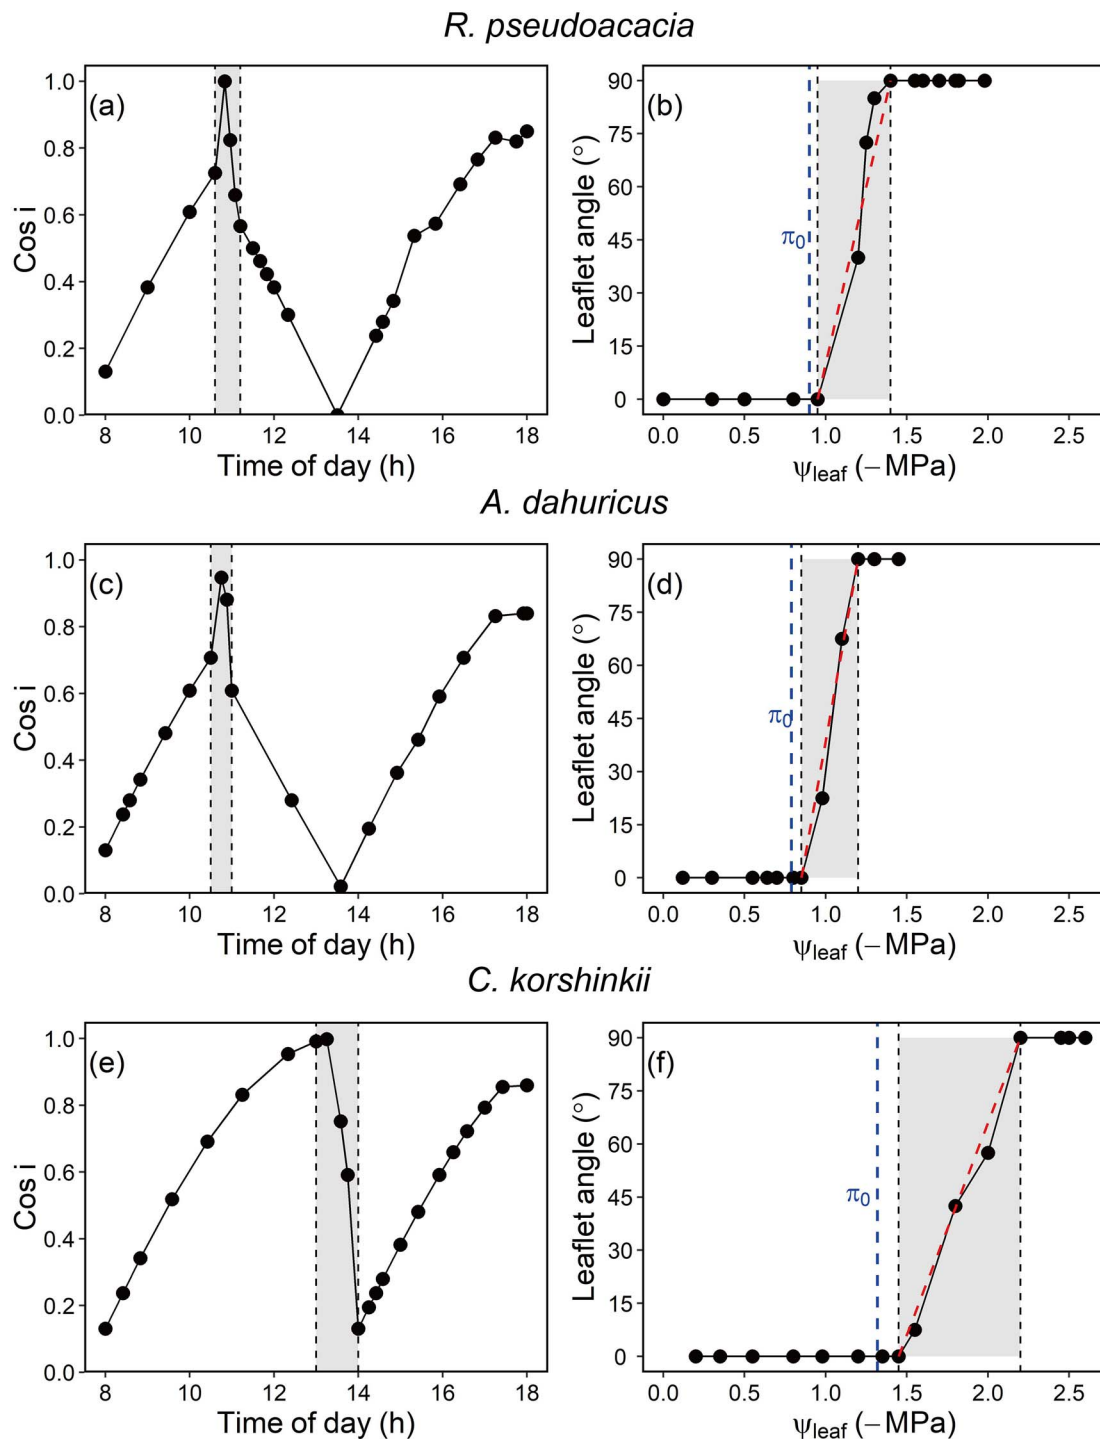 R. pseudoacacia
(a)
Cos i
1.0
0.8
0.6
0.4
0.2
0.0
8 10 12 14 16 18
Time of day (h)
(b)
Leaflet angle (°)
90
75
60
45
30
15
0
π0
0.0 0.5 1.0 1.5 2.0 2.5
ψleaf (−MPa)
A. dahuricus
(c)
Cos i
1.0
0.8
0.6
0.4
0.2
0.0
8 10 12 14 16 18
Time of day (h)
(d)
Leaflet angle (°)
90
75
60
45
30
15
0
π0
0.0 0.5 1.0 1.5 2.0 2.5
ψleaf (−MPa)
C. korshinkii
(e)
Cos i
1.0
0.8
0.6
0.4
0.2
0.0
8 10 12 14 16 18
Time of day (h)
(f)
Leaflet angle (°)
90
75
60
45
30
15
0
π0
0.0 0.5 1.0 1.5 2.0 2.5
ψleaf (−MPa)